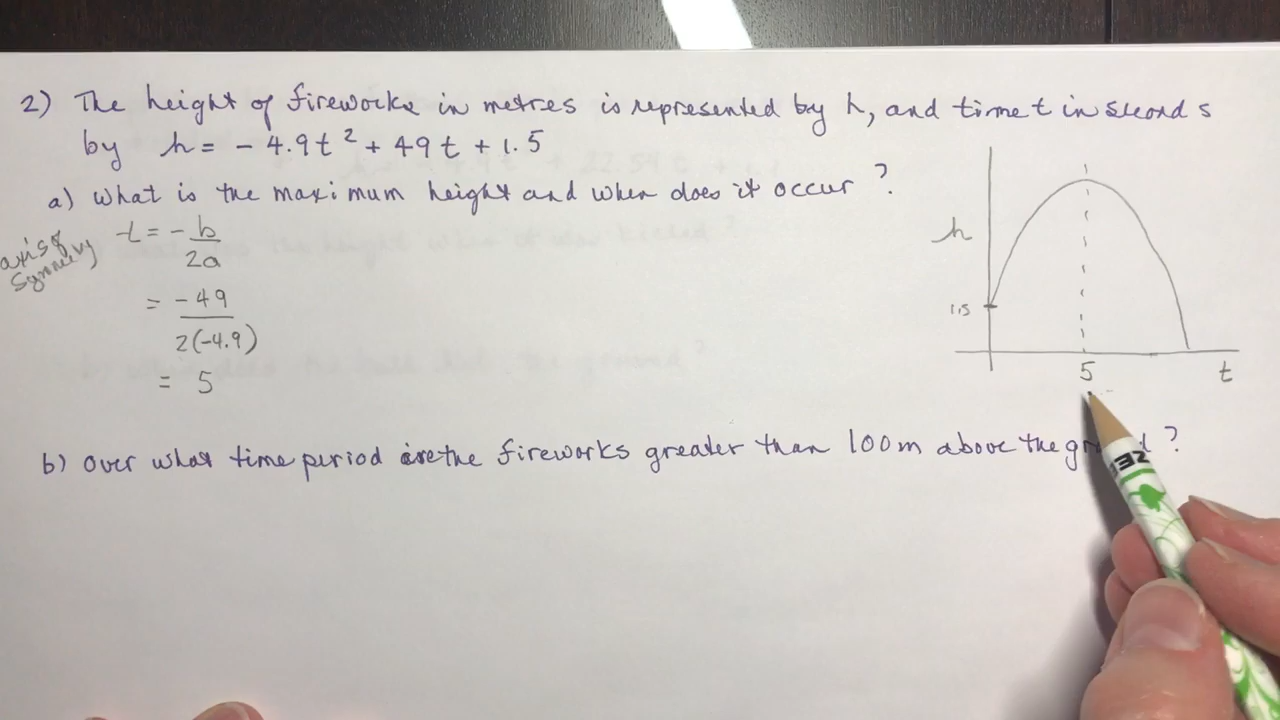 2) The height of fireworks in metres is represented by h, and time t in seconds
by h = -4.9t² + 49t + 1.5
a) What is the maximum height and when does it occur?
axis of
symmetry
t = -b/2a
= -49/2(-4.9)
= 5
h
1.5
5
t
b) Over what time period are the fireworks greater than 100m above the